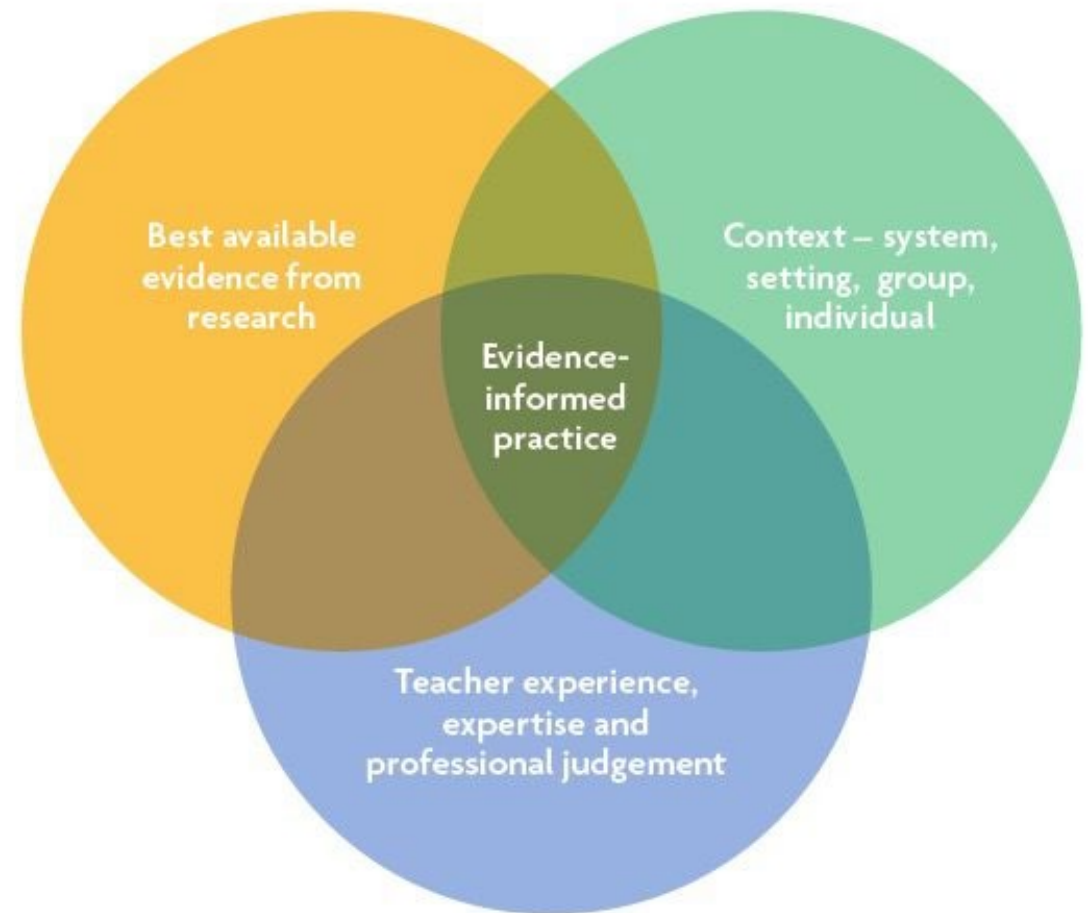 Best available
evidence from
research
Context – system,
setting, group,
individual
Evidence-
informed
practice
Teacher experience,
expertise and
professional judgement